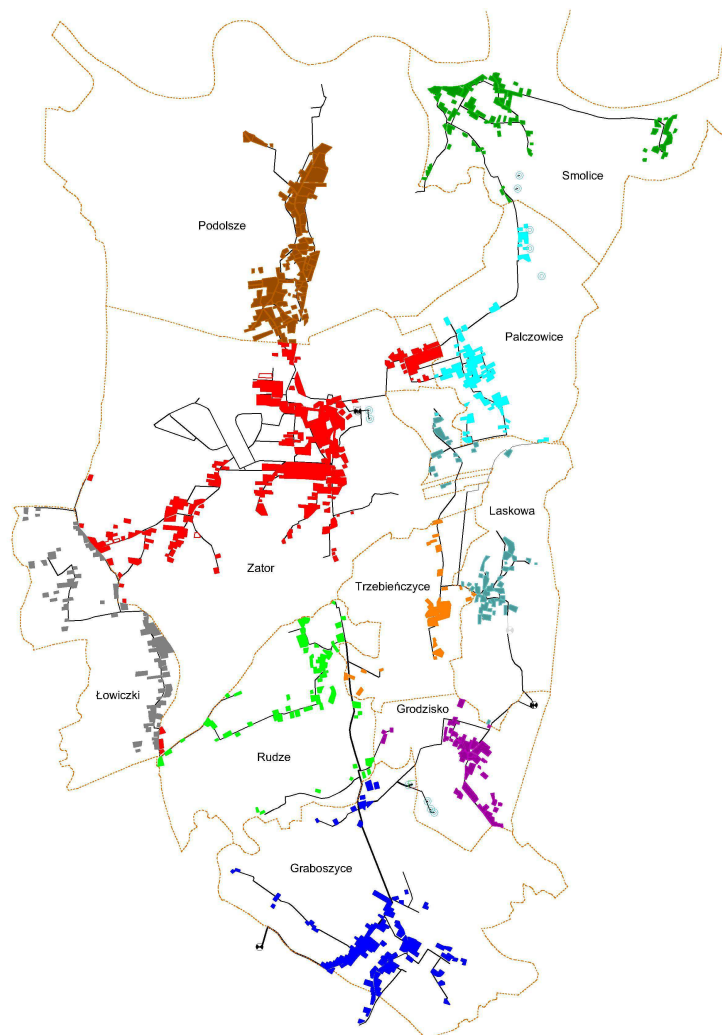 Smolice
Podolsze
Palczowice
Laskowa
Zator
Trzebieńczyce
Łowiczki
Grodzisko
Rudze
Graboszyce